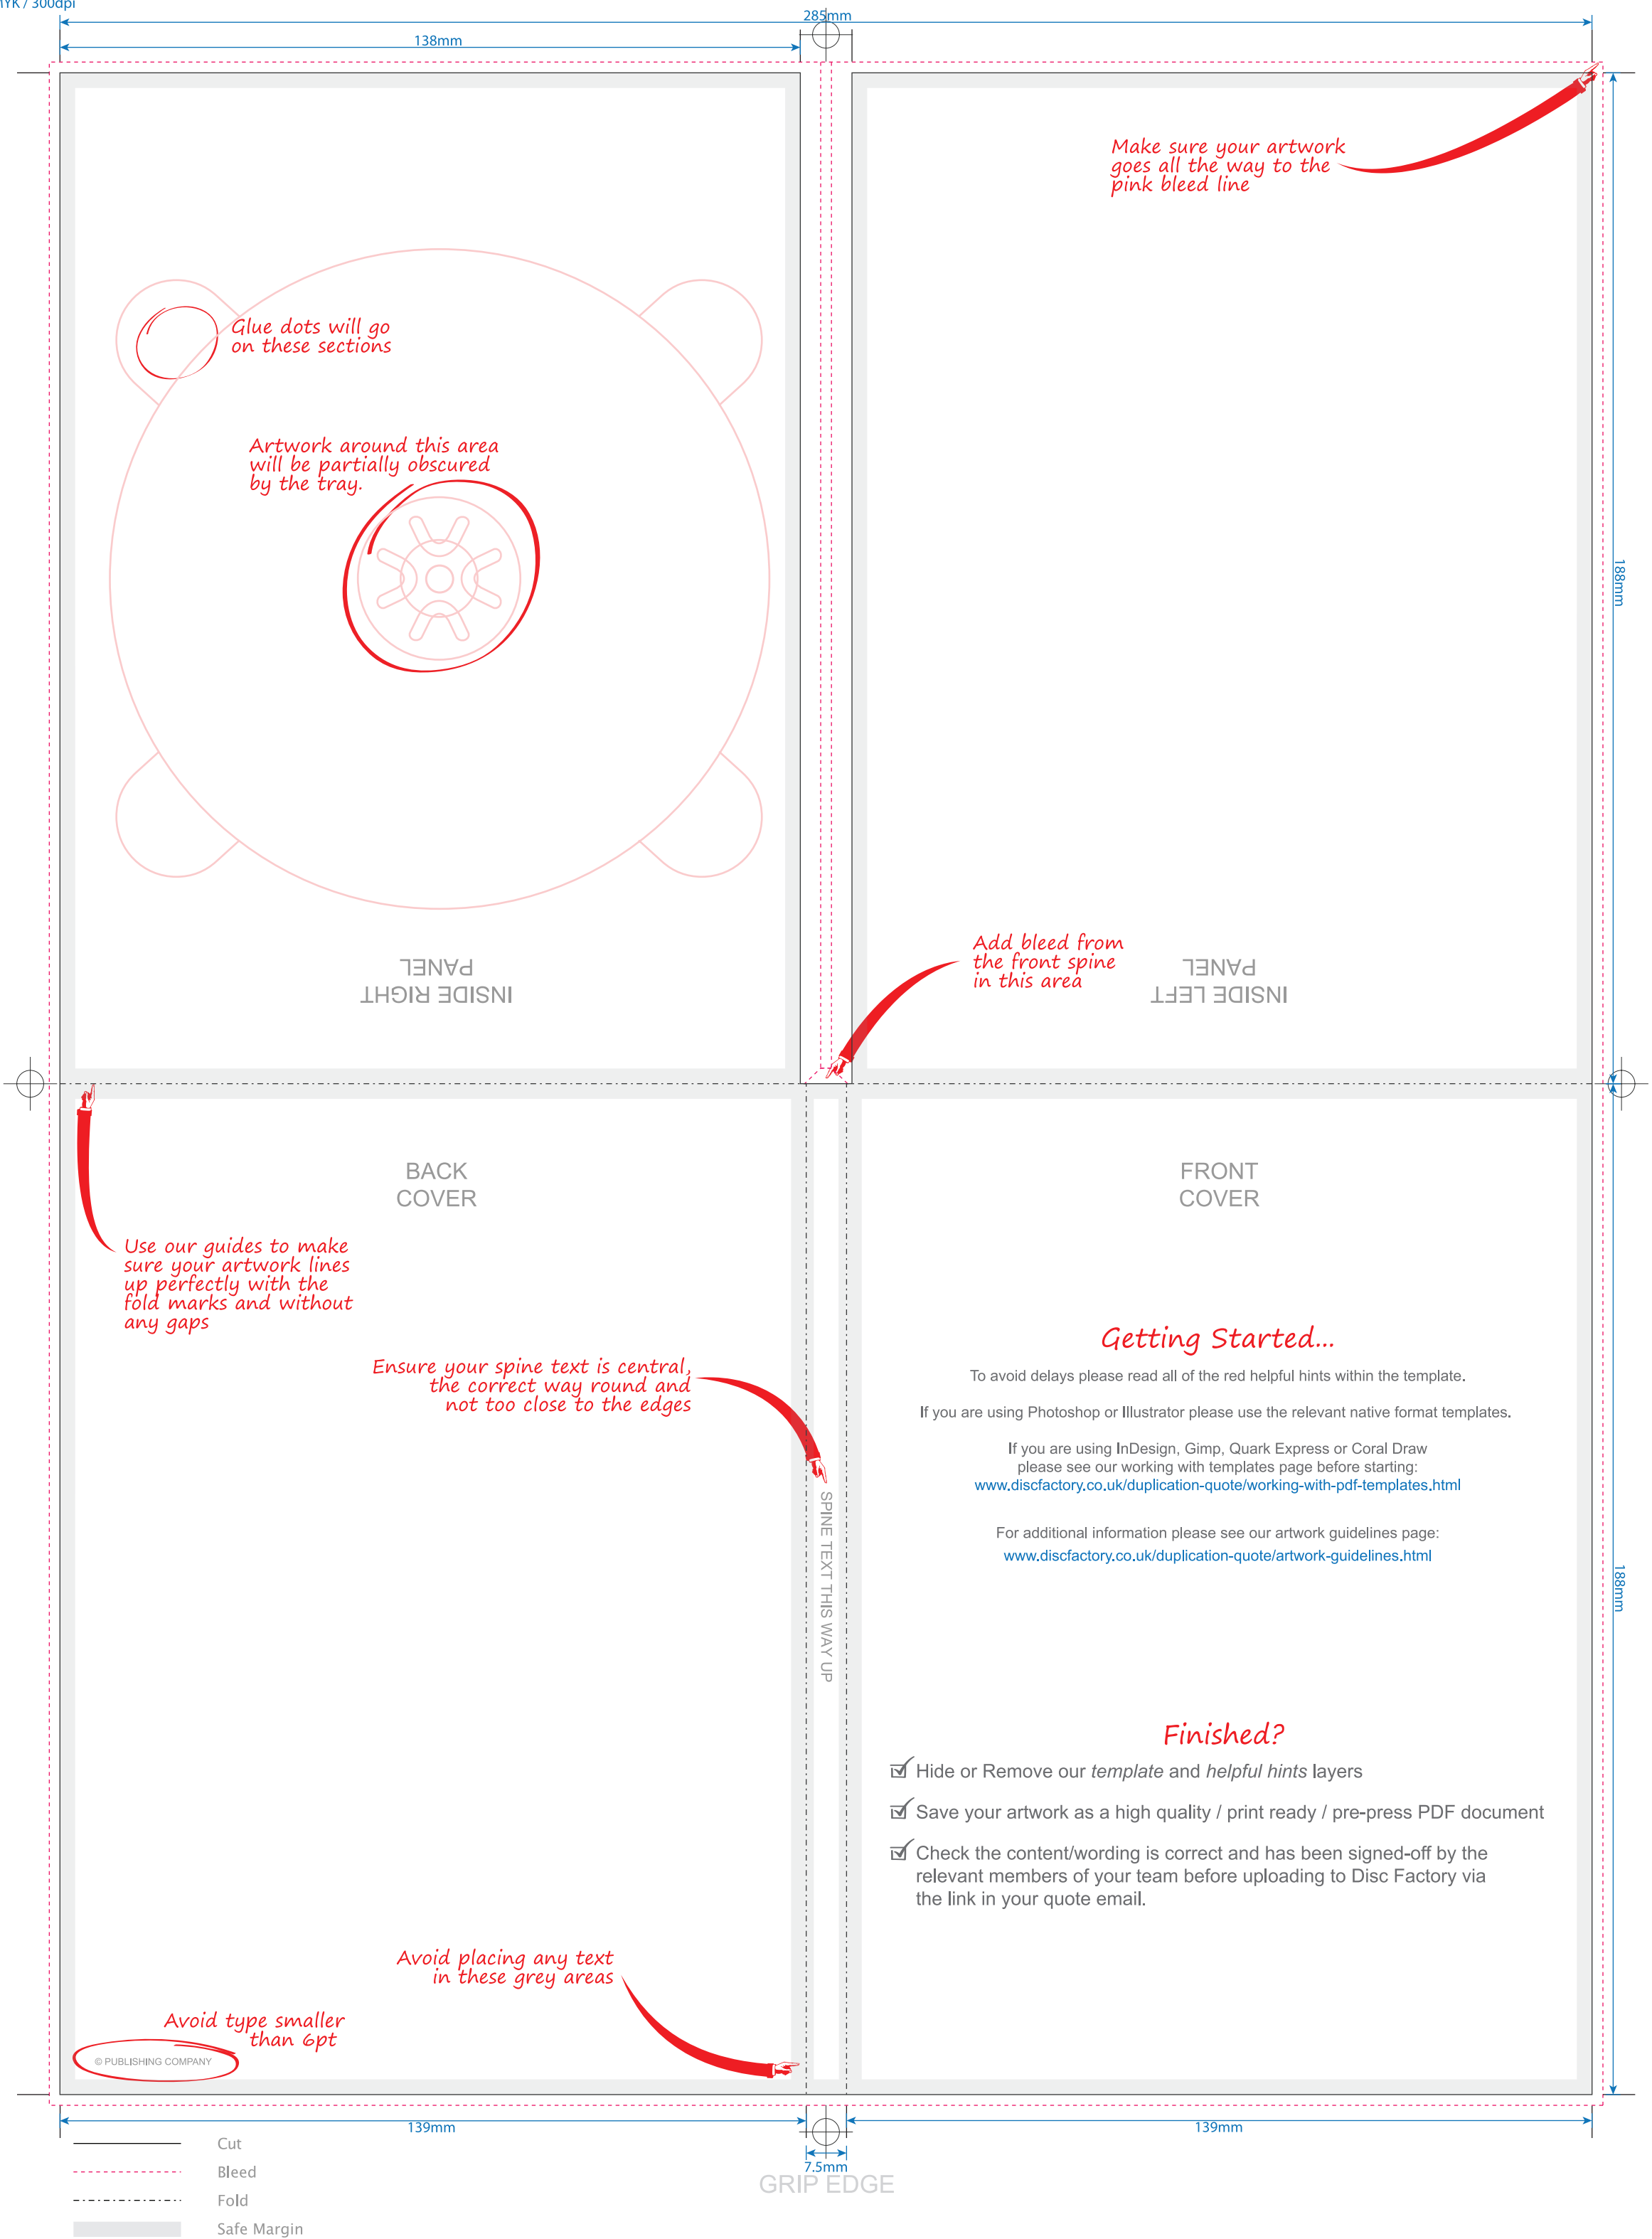 MYK / 300dpi
285mm
138mm
Make sure your artwork
goes all the way to the
pink bleed line
Glue dots will go
on these sections
Artwork around this area
will be partially obscured
by the tray.
188mm
Add bleed from
the front spine
in this area
INSIDE RIGHT
PANEL
INSIDE LEFT
PANEL
BACK
COVER
FRONT
COVER
Use our guides to make
sure your artwork lines
up perfectly with the
fold marks and without
any gaps
Ensure your spine text is central,
the correct way round and
not too close to the edges
SPINE TEXT THIS WAY UP
Getting Started...
To avoid delays please read all of the red helpful hints within the template.
If you are using Photoshop or Illustrator please use the relevant native format templates.
If you are using InDesign, Gimp, Quark Express or Coral Draw
please see our working with templates page before starting:
www.discfactory.co.uk/duplication-quote/working-with-pdf-templates.html
For additional information please see our artwork guidelines page:
www.discfactory.co.uk/duplication-quote/artwork-guidelines.html
188mm
Finished?
Hide or Remove our template and helpful hints layers
Save your artwork as a high quality / print ready / pre-press PDF document
Check the content/wording is correct and has been signed-off by the
relevant members of your team before uploading to Disc Factory via
the link in your quote email.
Avoid placing any text
in these grey areas
Avoid type smaller
than 6pt
© PUBLISHING COMPANY
139mm
139mm
7.5mm
GRIP EDGE
Cut
Bleed
Fold
Safe Margin